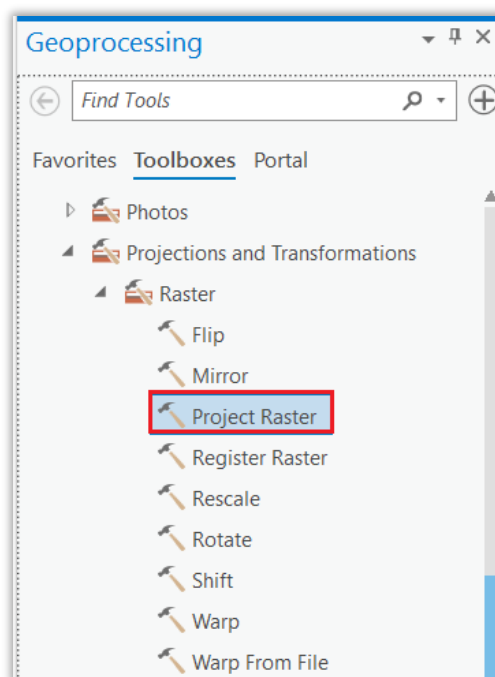 Geoprocessing
Find Tools
Favorites Toolboxes Portal
Photos
Projections and Transformations
Raster
Flip
Mirror
Project Raster
Register Raster
Rescale
Rotate
Shift
Warp
Warp From File